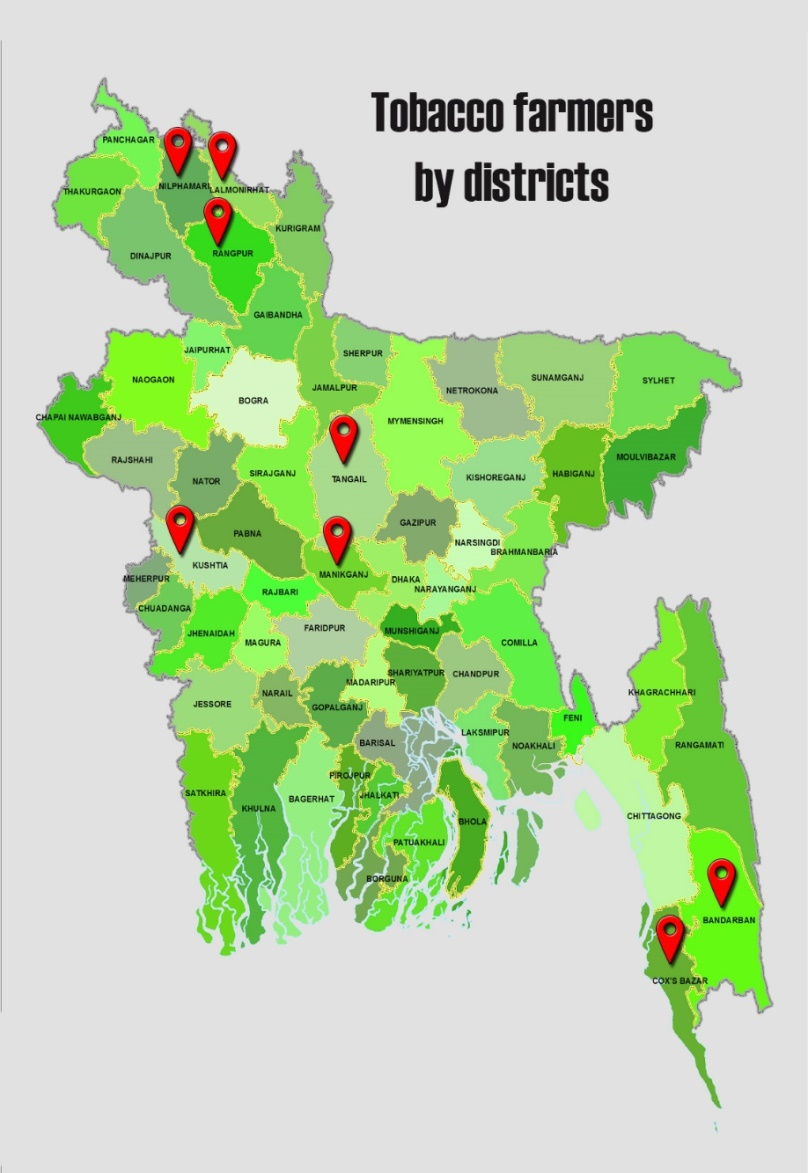 Tobacco farmers
by districts
PANCHAGAR
THAKURGAON
NILPHAMARI
LALMONIRHAT
KURIGRAM
DINAJPUR
RANGPUR
GAIBANDHA
JAIPURHAT
SHERPUR
NAOGAON
BOGRA
JAMALPUR
NETROKONA
SUNAMGANJ
SYLHET
CHAPAI NAWABGANJ
MYMENSINGH
RAJSHAHI
NATOR
SIRAJGANJ
TANGAIL
KISHOREGANJ
HABIGANJ
MOULVIBAZAR
PABNA
GAZIPUR
NARSINGDI
BRAHMANBARIA
KUSHTIA
MEHERPUR
MANIKGANJ
DHAKA
NARAYANGANJ
RAJBARI
CHUADANGA
JHENAIDAH
MAGURA
FARIDPUR
MUNSHIGANJ
COMILLA
SHARIYATPUR
CHANDPUR
MADARIPUR
NARAIL
JESSORE
GOPALGANJ
KHAGRACHHARI
FENI
LAKSMIPUR
NOAKHALI
BARISAL
RANGAMATI
PIROJPUR
SATKHIRA
KHULNA
BAGERHAT
JHALKATI
BHOLA
CHITTAGONG
PATUAKHALI
BORGUNA
BANDARBAN
COX'S BAZAR